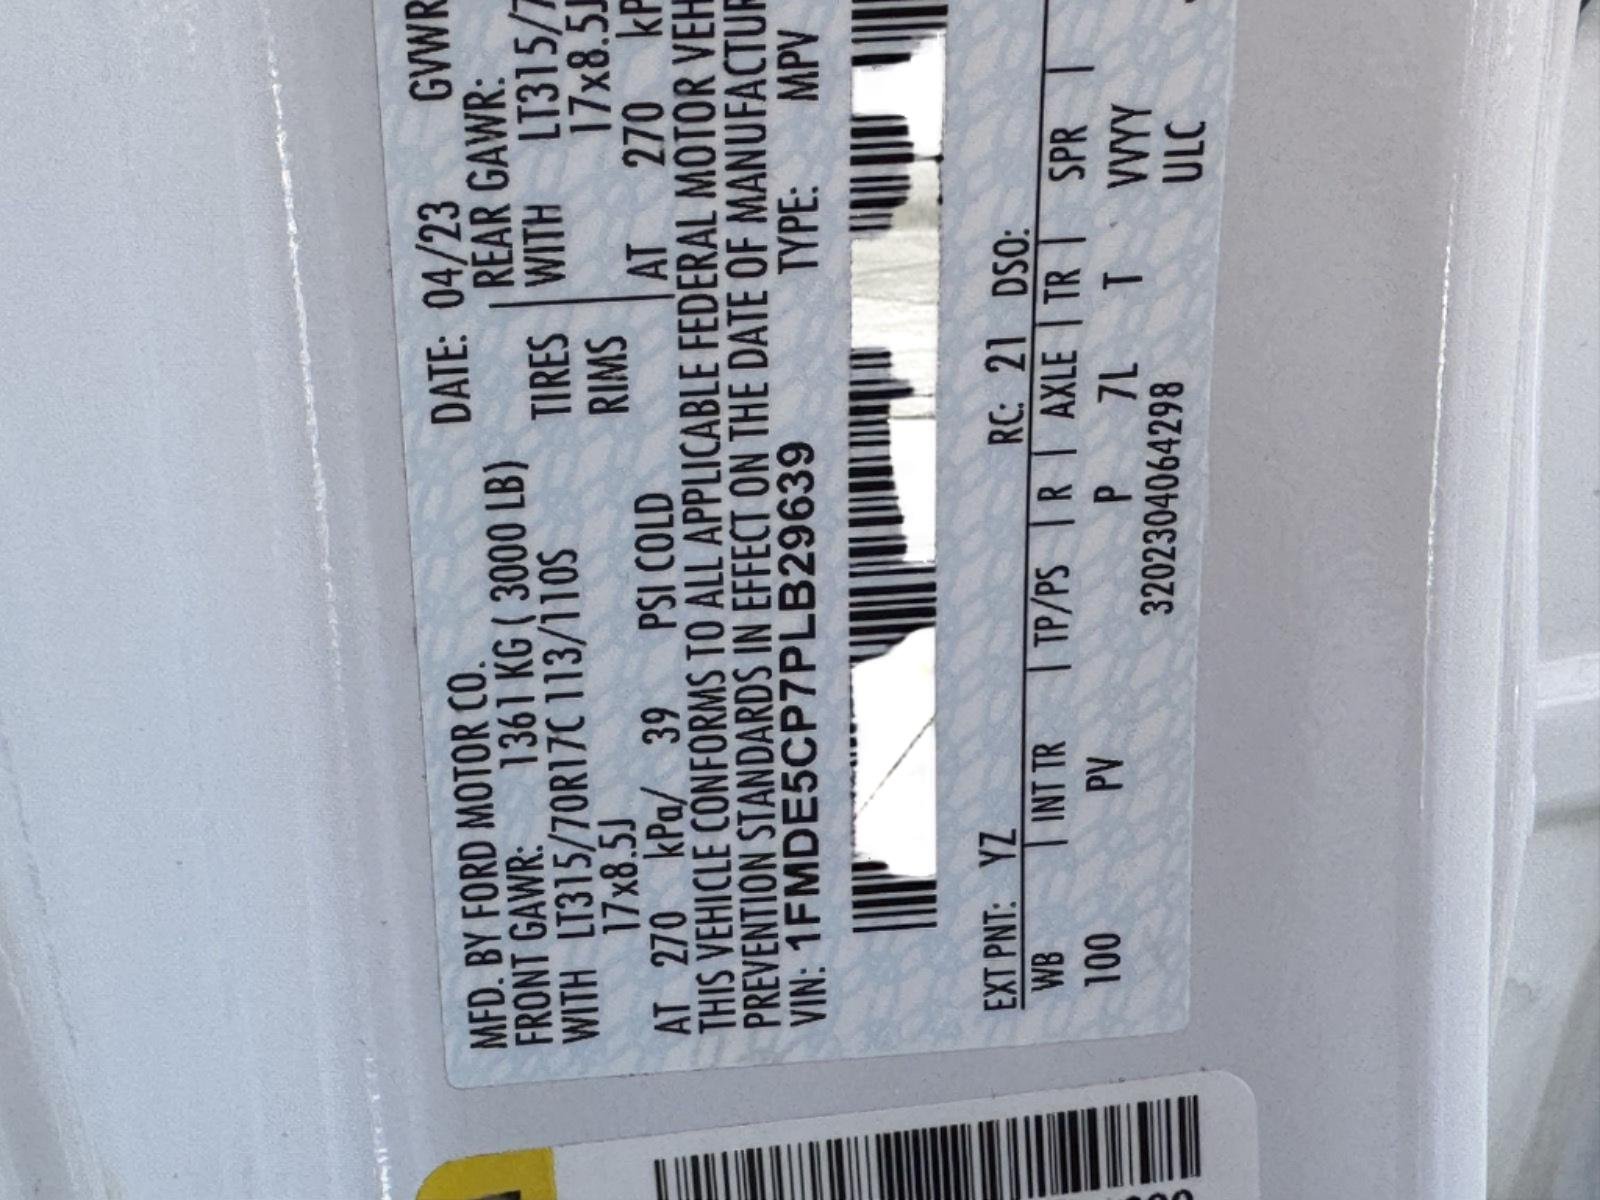 MFD. BY FORD MOTOR CO.
DATE: 04/23 GVWR
FRONT GAWR: REAR GAWR:
1361 KG ( 3000 LB)
WITH LT315/70R17C 113/110S TIRES WITH LT315/7
17x8.5J RIMS 17x8.5J
AT 270 kPa/ 39 PSI COLD AT 270 kP
THIS VEHICLE CONFORMS TO ALL APPLICABLE FEDERAL MOTOR VEH
PREVENTION STANDARDS IN EFFECT ON THE DATE OF MANUFACTUR
VIN: 1FMDE5CP7PLB29639 TYPE: MPV
EXT PNT: YZ RC: 21 DSO:
WB | INT TR | TP/PS | R | AXLE | TR | SPR |
100 PV P 7L T VVYY
3202304064298 ULC